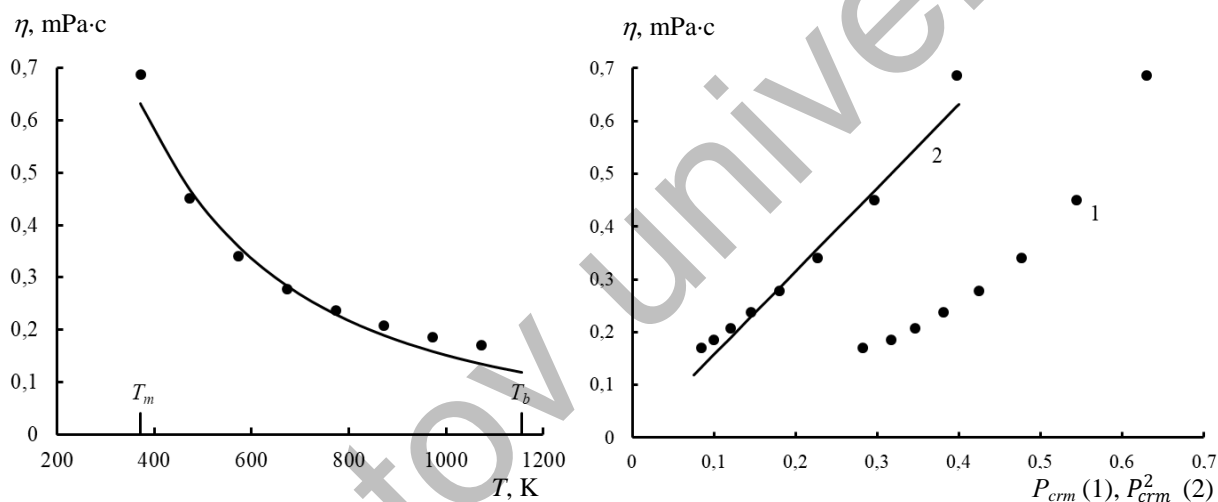 η, mPa·c
0,7
0,6
0,5
0,4
0,3
0,2
0,1
0
T_m
T_b
200 400 600 800 1000 1200
T, K
η, mPa·c
0,7
0,6
0,5
0,4
0,3
0,2
0,1
0
2
1
0 0,1 0,2 0,3 0,4 0,5 0,6 0,7
P_crm (1), P²_crm (2)
tov unive